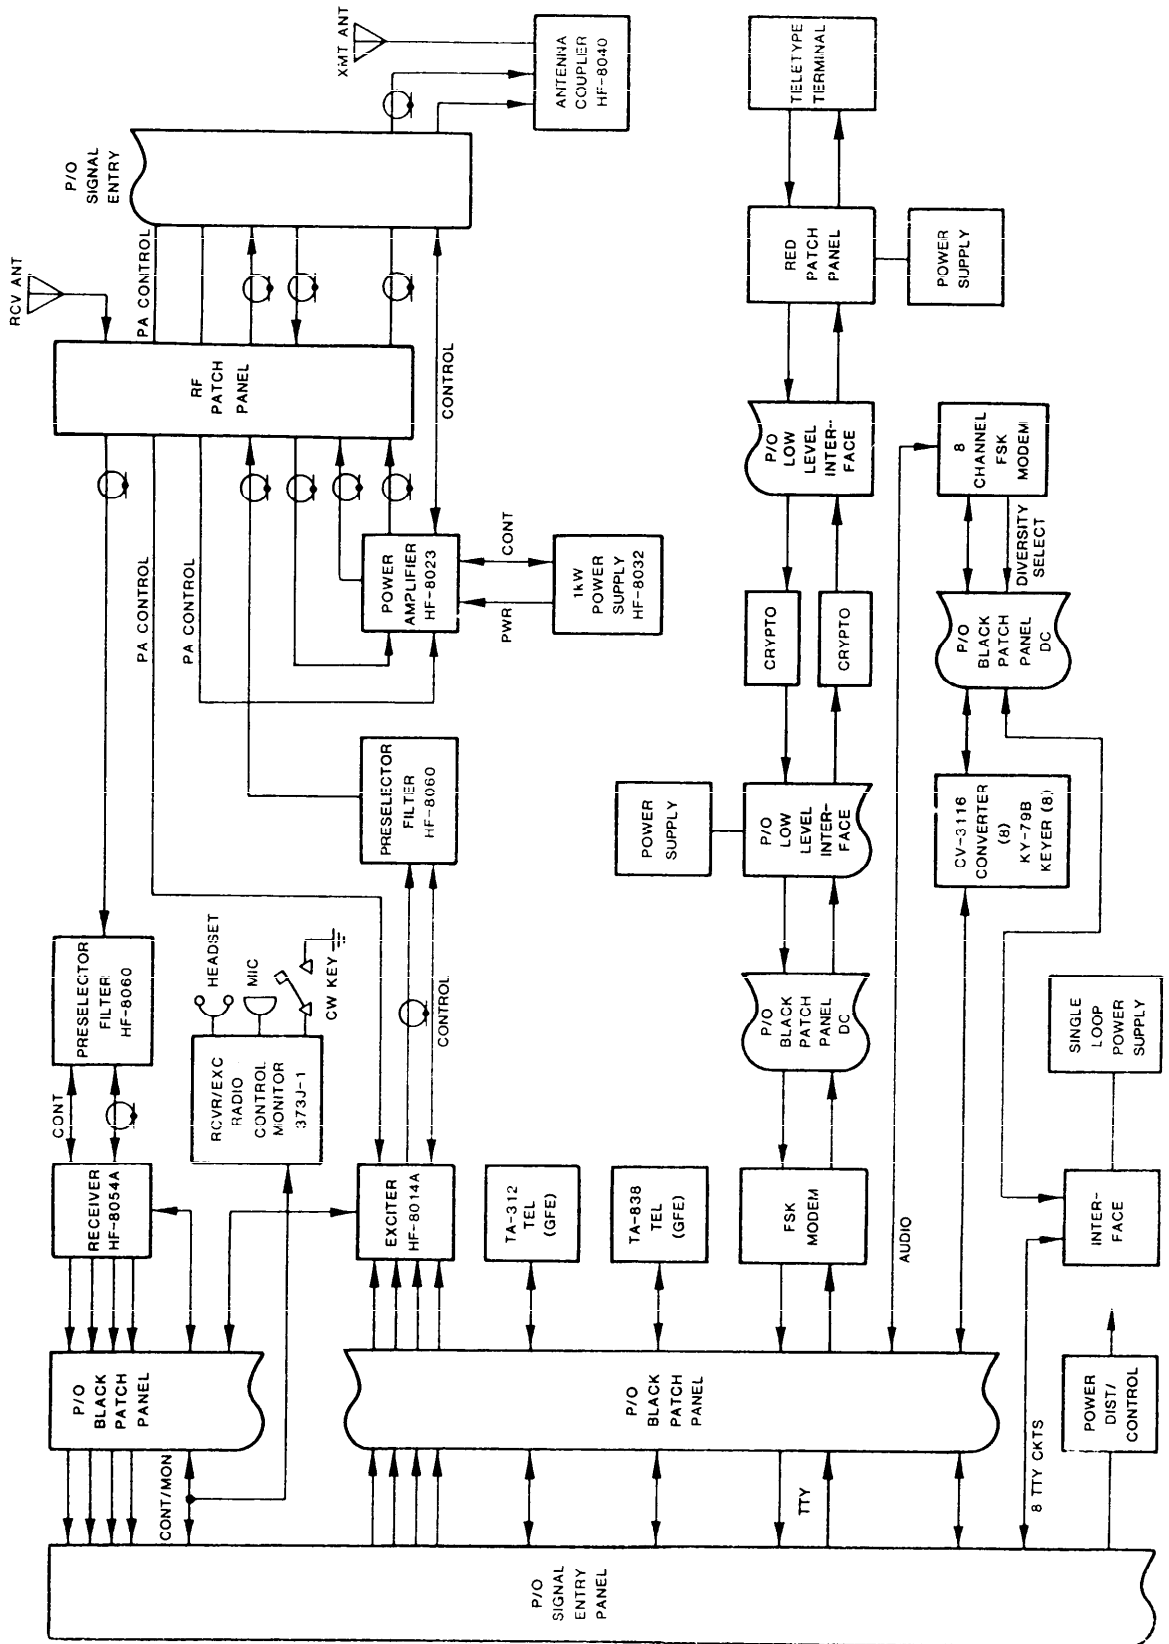 P/O
SIGNAL
ENTRY
PANEL
P/O
BLACK
PATCH
PANEL
CONT/MON
RECEIVER
HF-8054A
CONT
PRESELECTOR
FILTER
HF-8060
RCVR/EXC
RADIO
CONTROL
MONITOR
373J-1
HEADSET
MIC
CW KEY
RCV ANT
RF
PATCH
PANEL
PA CONTROL
PA CONTROL
PA CONTROL
P/O
SIGNAL
ENTRY
XMT ANT
ANTENNA
COUPLER
HF-8040
CONTROL
POWER
AMPLIFIER
HF-8023
PWR
CONT
1kW
POWER
SUPPLY
HF-8032
PRESELECTOR
FILTER
HF-8060
CONTROL
EXCITER
HF-8014A
P/O
BLACK
PATCH
PANEL
TA-312
TEL
(GFE)
TA-838
TEL
(GFE)
TTY
FSK
MODEM
P/O
BLACK
PATCH
PANEL
DC
POWER
SUPPLY
P/O
LOW
LEVEL
INTER-
FACE
CRYPTO
CRYPTO
P/O
LOW
LEVEL
INTER-
FACE
RED
PATCH
PANEL
POWER
SUPPLY
TELETYPE
TERMINAL
AUDIO
8
CHANNEL
FSK
MODEM
DIVERSITY
SELECT
P/O
BLACK
PATCH
PANEL
DC
CV-3116
CONVERTER
(8)
KY-79B
KEYER (8)
8 TTY CKTS
INTER-
FACE
SINGLE
LOOP
POWER
SUPPLY
POWER
DIST/
CONTROL